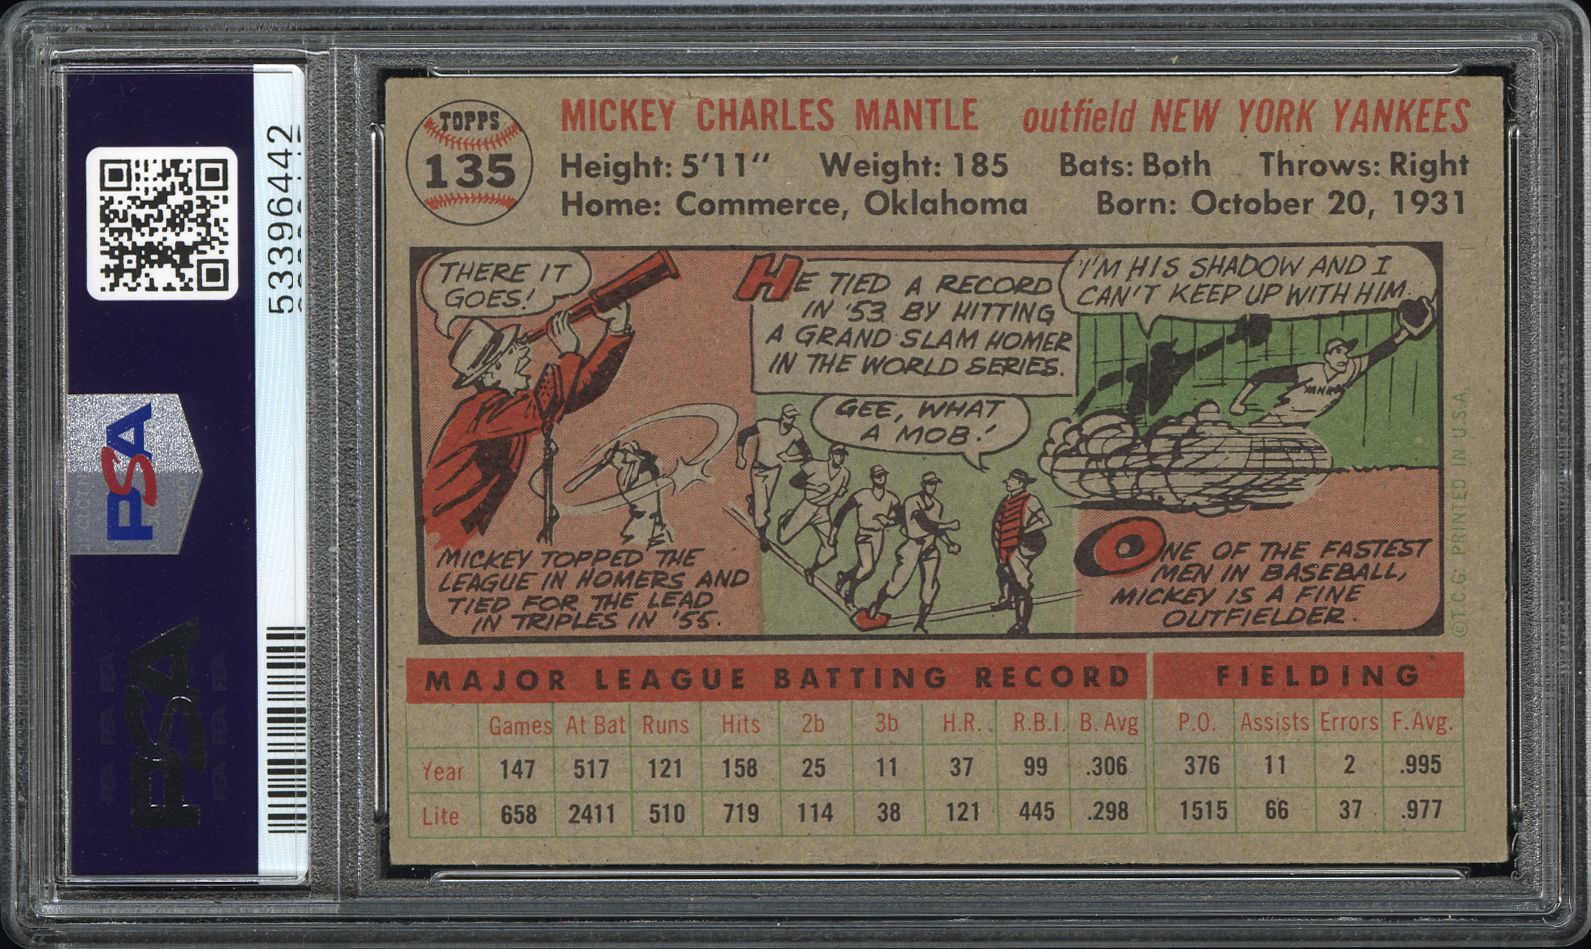 53396442
PSA
PSA
TOPPS
135
MICKEY CHARLES MANTLE outfield NEW YORK YANKEES
Height: 5'11" Weight: 185 Bats: Both Throws: Right
Home: Commerce, Oklahoma Born: October 20, 1931
THERE IT
GOES!
MICKEY TOPPED THE
LEAGUE IN HOMERS AND
TIED FOR THE LEAD
IN TRIPLES IN '55.
HE TIED A RECORD
IN '53 BY HITTING
A GRAND SLAM HOMER
IN THE WORLD SERIES.
GEE, WHAT
A MOB!
I'M HIS SHADOW AND I
CAN'T KEEP UP WITH HIM.
YANK
ONE OF THE FASTEST
MEN IN BASEBALL,
MICKEY IS A FINE
OUTFIELDER.
©T.C.G. PRINTED IN U.S.A.
MAJOR LEAGUE BATTING RECORD FIELDING
Games At Bat Runs Hits 2b 3b H.R. R.B.I. B. Avg P.O. Assists Errors F. Avg.
Year 147 517 121 158 25 11 37 99 .306 376 11 2 .995
Life 658 2411 510 719 114 38 121 445 .298 1515 66 37 .977